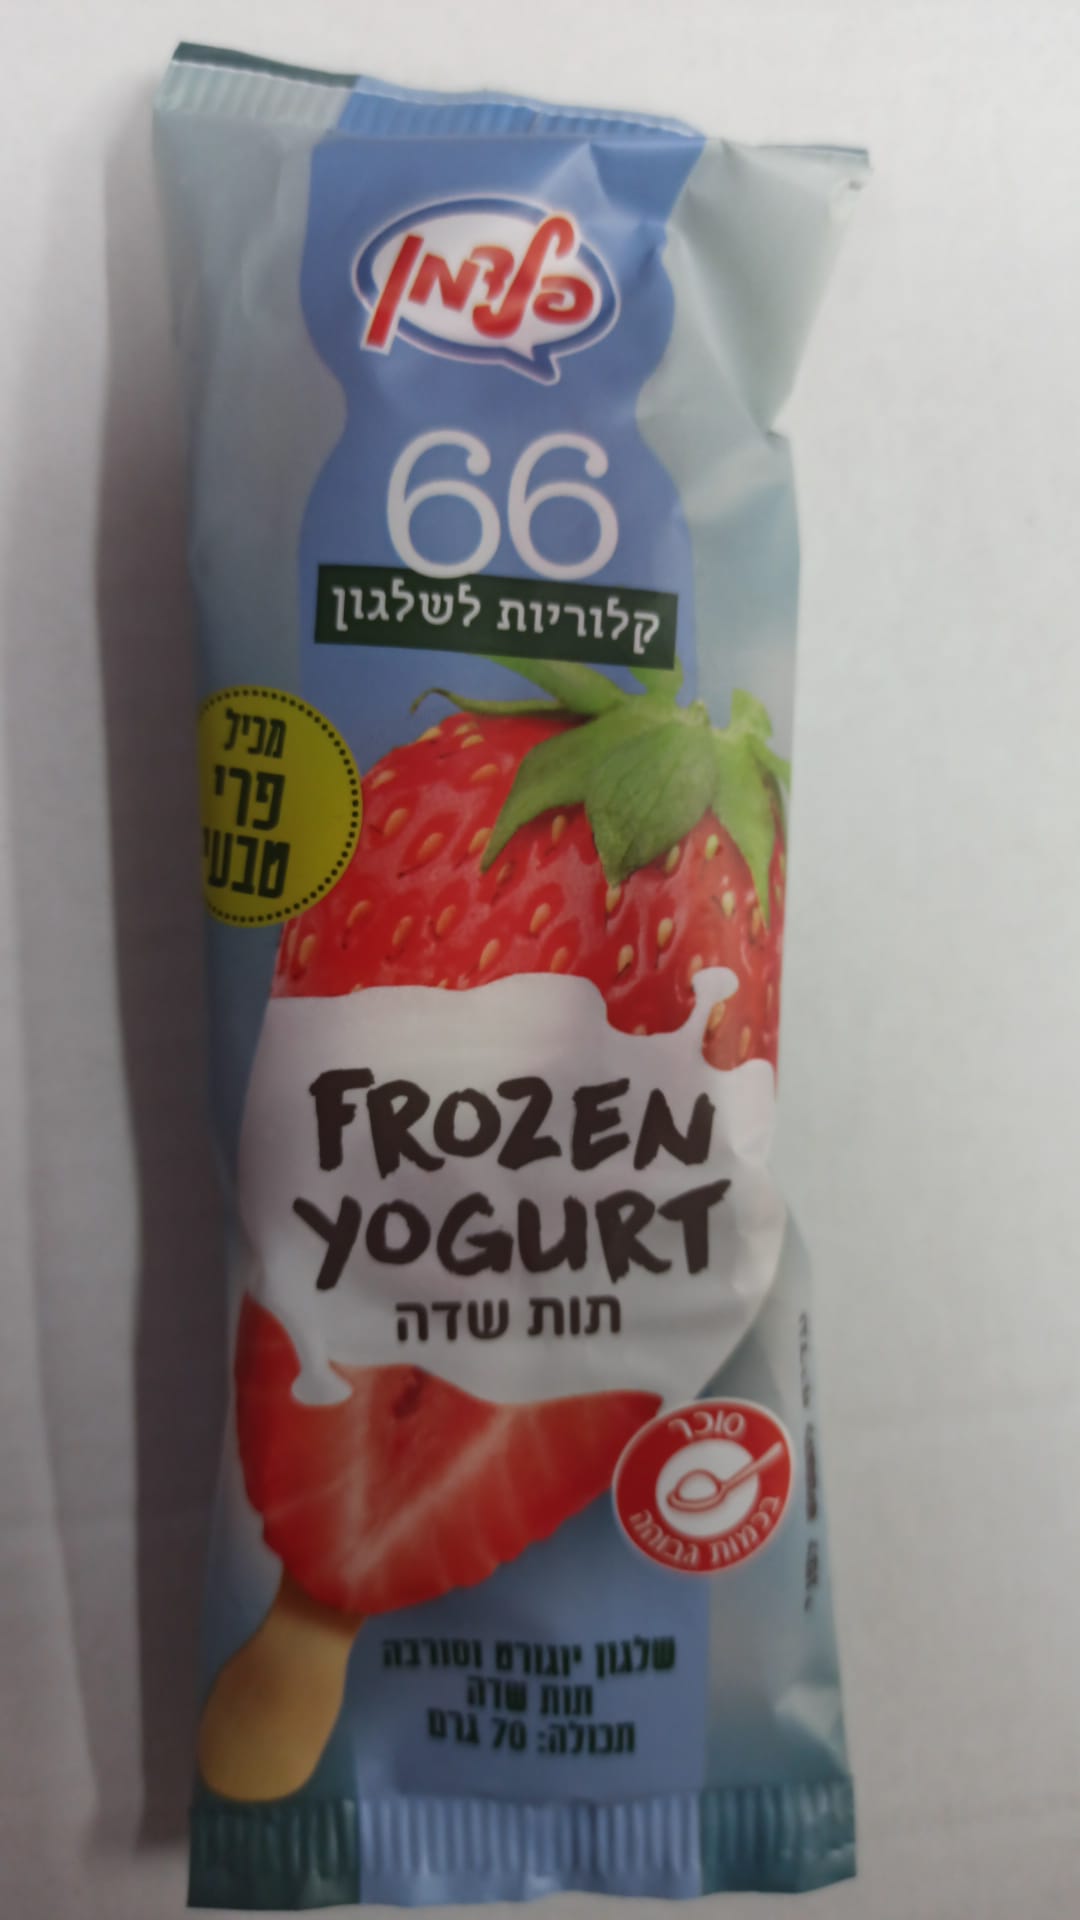 פלדמן
66
קלוריות לשלגון
מכיל
פרי
טבעי
FROZEN
YOGURT
תות שדה
סוכר
בכמות גבוהה
שלגון יוגורט וסורבה
תות שדה
תכולה: 70 גרם